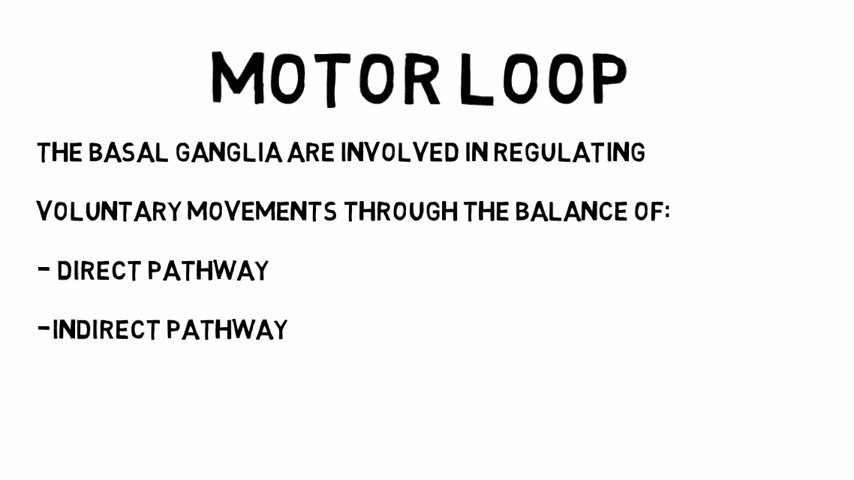 MOTOR LOOP
THE BASAL GANGLIA ARE INVOLVED IN REGULATING
VOLUNTARY MOVEMENTS THROUGH THE BALANCE OF:
- DIRECT PATHWAY
-INDIRECT PATHWAY